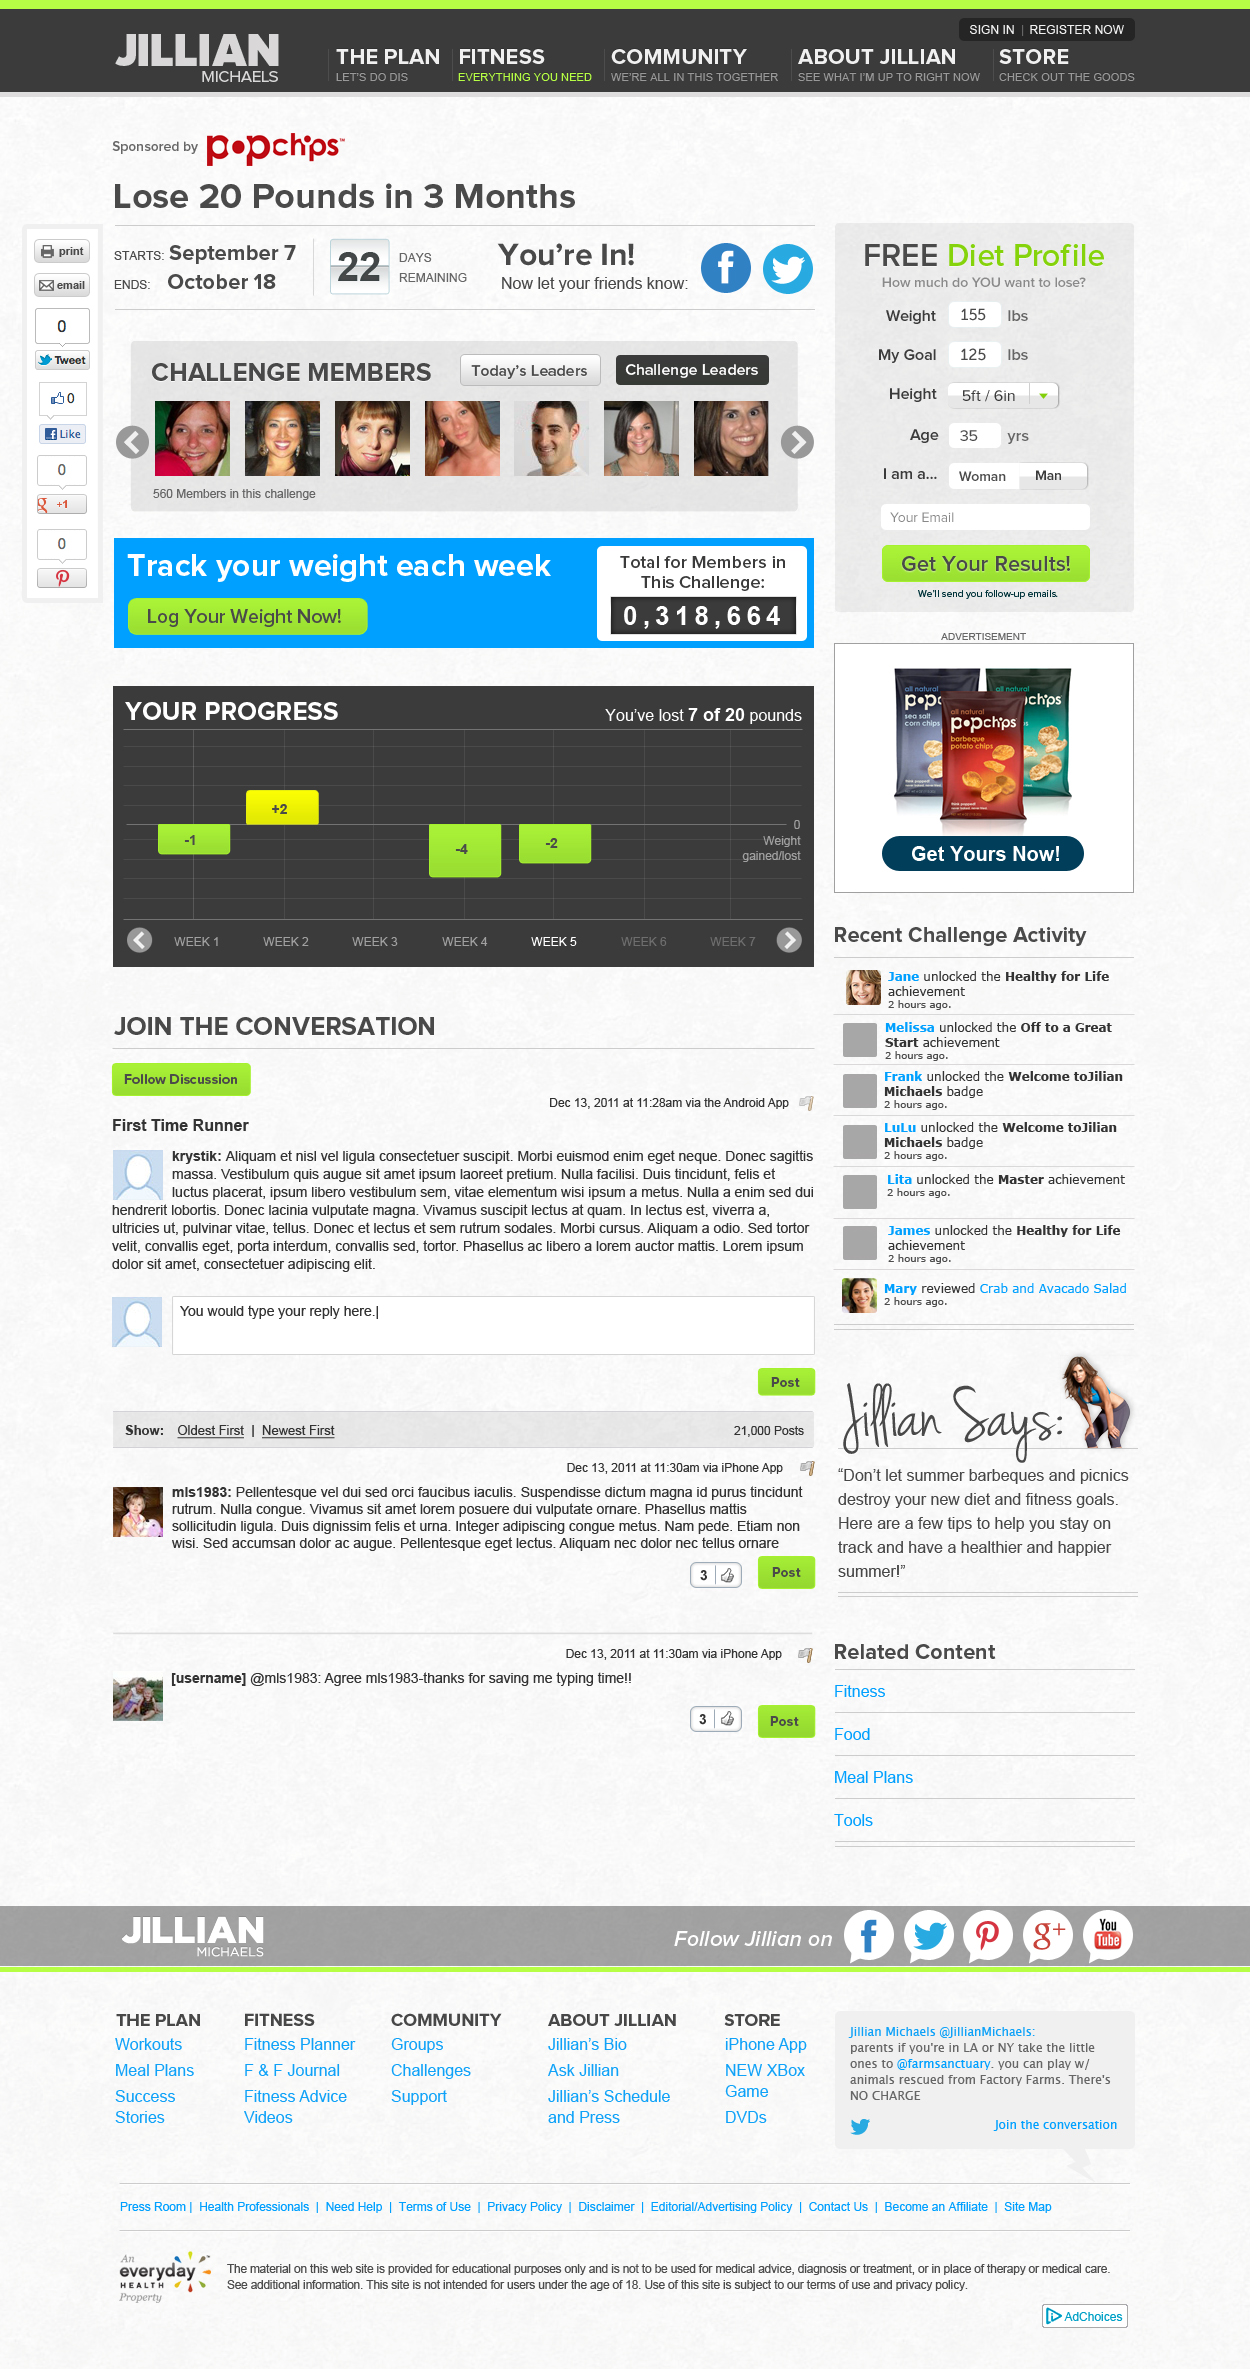 SIGN IN | REGISTER NOW
JILLIAN
MICHAELS
THE PLAN
LET'S DO DIS
FITNESS
EVERYTHING YOU NEED
COMMUNITY
WE'RE ALL IN THIS TOGETHER
ABOUT JILLIAN
SEE WHAT I'M UP TO RIGHT NOW
STORE
CHECK OUT THE GOODS
Sponsored by popchips™
Lose 20 Pounds in 3 Months
print
email
0
Tweet
0
Like
0
+1
0
STARTS: September 7
ENDS: October 18
22
DAYS
REMAINING
You're In!
Now let your friends know:
CHALLENGE MEMBERS
Today's Leaders
Challenge Leaders
560 Members in this challenge
Track your weight each week
Log Your Weight Now!
Total for Members in
This Challenge:
0,318,664
YOUR PROGRESS
You've lost 7 of 20 pounds
-1
+2
-4
-2
0
Weight
gained/lost
WEEK 1
WEEK 2
WEEK 3
WEEK 4
WEEK 5
WEEK 6
WEEK 7
JOIN THE CONVERSATION
Follow Discussion
Dec 13, 2011 at 11:28am via the Android App
First Time Runner
krystik: Aliquam et nisl vel ligula consectetuer suscipit. Morbi euismod enim eget neque. Donec sagittis
massa. Vestibulum quis augue sit amet ipsum laoreet pretium. Nulla facilisi. Duis tincidunt, felis et
luctus placerat, ipsum libero vestibulum sem, vitae elementum wisi ipsum a metus. Nulla a enim sed dui
hendrerit lobortis. Donec lacinia vulputate magna. Vivamus suscipit lectus at quam. In lectus est, viverra a,
ultricies ut, pulvinar vitae, tellus. Donec et lectus et sem rutrum sodales. Morbi cursus. Aliquam a odio. Sed tortor
velit, convallis eget, porta interdum, convallis sed, tortor. Phasellus ac libero a lorem auctor mattis. Lorem ipsum
dolor sit amet, consectetuer adipiscing elit.
You would type your reply here.|
Post
Show: Oldest First | Newest First
21,000 Posts
Dec 13, 2011 at 11:30am via iPhone App
mls1983: Pellentesque vel dui sed orci faucibus iaculis. Suspendisse dictum magna id purus tincidunt
rutrum. Nulla congue. Vivamus sit amet lorem posuere dui vulputate ornare. Phasellus mattis
sollicitudin ligula. Duis dignissim felis et urna. Integer adipiscing congue metus. Nam pede. Etiam non
wisi. Sed accumsan dolor ac augue. Pellentesque eget lectus. Aliquam nec dolor nec tellus ornare
3
Post
Dec 13, 2011 at 11:30am via iPhone App
[username] @mls1983: Agree mls1983-thanks for saving me typing time!!
3
Post
FREE Diet Profile
How much do YOU want to lose?
Weight 155 lbs
My Goal 125 lbs
Height 5ft / 6in
Age 35 yrs
I am a... Woman Man
Your Email
Get Your Results!
We'll send you follow-up emails.
ADVERTISEMENT
all natural
popchips
sea salt
corn chips
all natural
popchips
barbeque
potato chips
all natural
chips
Get Yours Now!
Recent Challenge Activity
Jane unlocked the Healthy for Life
achievement
2 hours ago.
Melissa unlocked the Off to a Great
Start achievement
2 hours ago.
Frank unlocked the Welcome toJilian
Michaels badge
2 hours ago.
LuLu unlocked the Welcome toJilian
Michaels badge
2 hours ago.
Lita unlocked the Master achievement
2 hours ago.
James unlocked the Healthy for Life
achievement
2 hours ago.
Mary reviewed Crab and Avacado Salad
2 hours ago.
Jillian Says:
“Don't let summer barbeques and picnics
destroy your new diet and fitness goals.
Here are a few tips to help you stay on
track and have a healthier and happier
summer!”
Related Content
Fitness
Food
Meal Plans
Tools
JILLIAN
MICHAELS
Follow Jillian on
You
Tube
THE PLAN
Workouts
Meal Plans
Success
Stories
FITNESS
Fitness Planner
F & F Journal
Fitness Advice
Videos
COMMUNITY
Groups
Challenges
Support
ABOUT JILLIAN
Jillian's Bio
Ask Jillian
Jillian's Schedule
and Press
STORE
iPhone App
NEW XBox
Game
DVDs
Jillian Michaels @JillianMichaels:
parents if you're in LA or NY take the little
ones to @farmsanctuary. you can play w/
animals rescued from Factory Farms. There's
NO CHARGE
Join the conversation
Press Room | Health Professionals | Need Help | Terms of Use | Privacy Policy | Disclaimer | Editorial/Advertising Policy | Contact Us | Become an Affiliate | Site Map
An
everyday
HEALTH
Property
The material on this web site is provided for educational purposes only and is not to be used for medical advice, diagnosis or treatment, or in place of therapy or medical care.
See additional information. This site is not intended for users under the age of 18. Use of this site is subject to our terms of use and privacy policy.
AdChoices